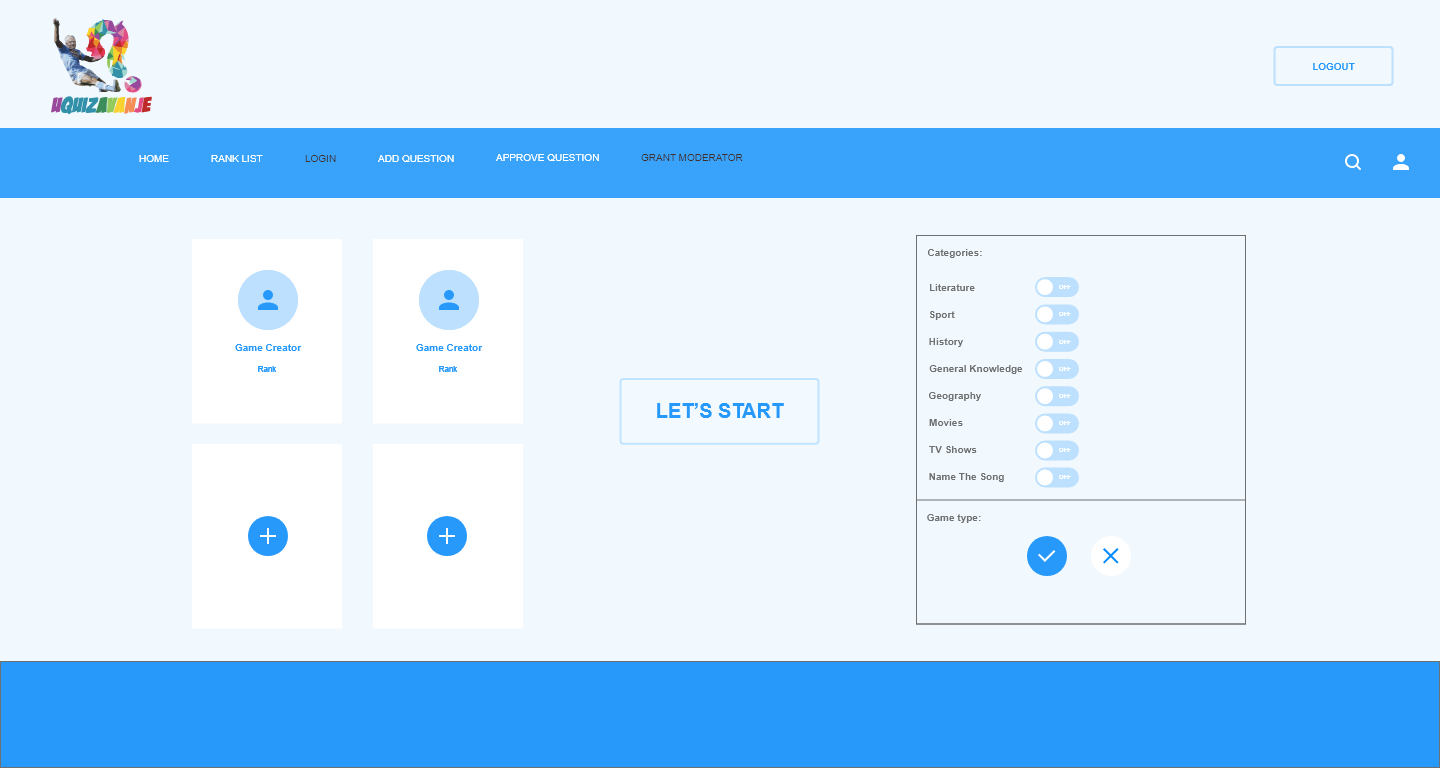 UQUIZAVANJE
LOGOUT
HOME RANK LIST LOGIN ADD QUESTION APPROVE QUESTION GRANT MODERATOR
Game Creator
Rank
Game Creator
Rank
LET'S START
Categories:
Literature OFF
Sport OFF
History OFF
General Knowledge OFF
Geography OFF
Movies OFF
TV Shows OFF
Name The Song OFF
Game type: